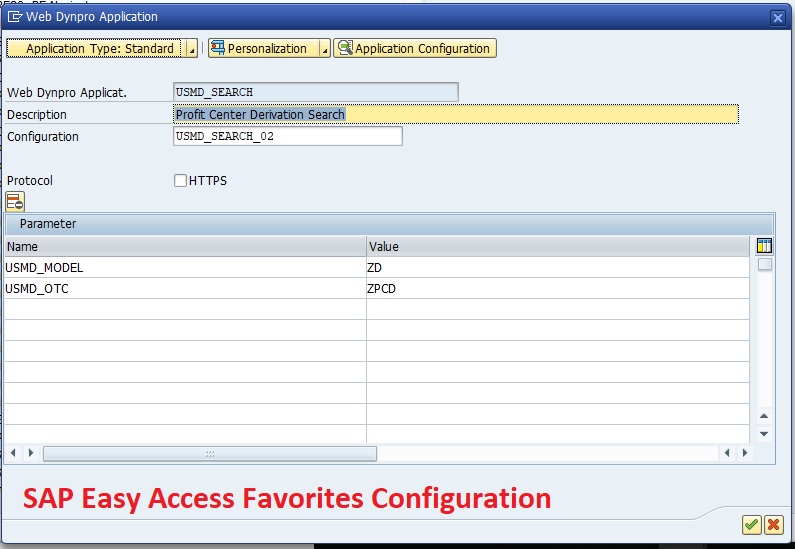 Web Dynpro Application
Application Type: Standard Personalization Application Configuration
Web Dynpro Applicat. USMD_SEARCH
Description Profit Center Derivation Search
Configuration USMD_SEARCH_02
Protocol HTTPS
Parameter
Name Value
USMD_MODEL ZD
USMD_OTC ZPCD
SAP Easy Access Favorites Configuration